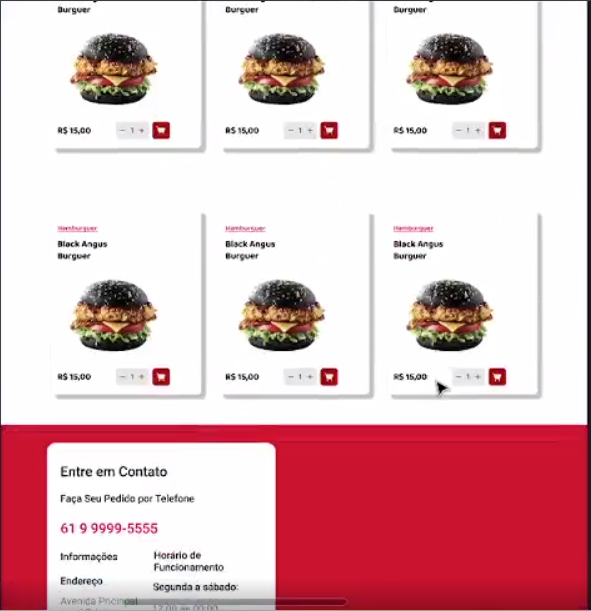 Burguer
Burguer
Burguer
R$ 15,00 − 1 +
R$ 15,00 − 1 +
R$ 15,00 − 1 +
Hamburguer
Hamburguer
Hamburguer
Black Angus
Burguer
Black Angus
Burguer
Black Angus
Burguer
R$ 15,00 − 1 +
R$ 15,00 − 1 +
R$ 15,00 − 1 +
Entre em Contato
Faça Seu Pedido por Telefone
61 9 9999-5555
Informações
Horário de
Funcionamento
Endereço
Segunda a sábado:
Avenida Principal